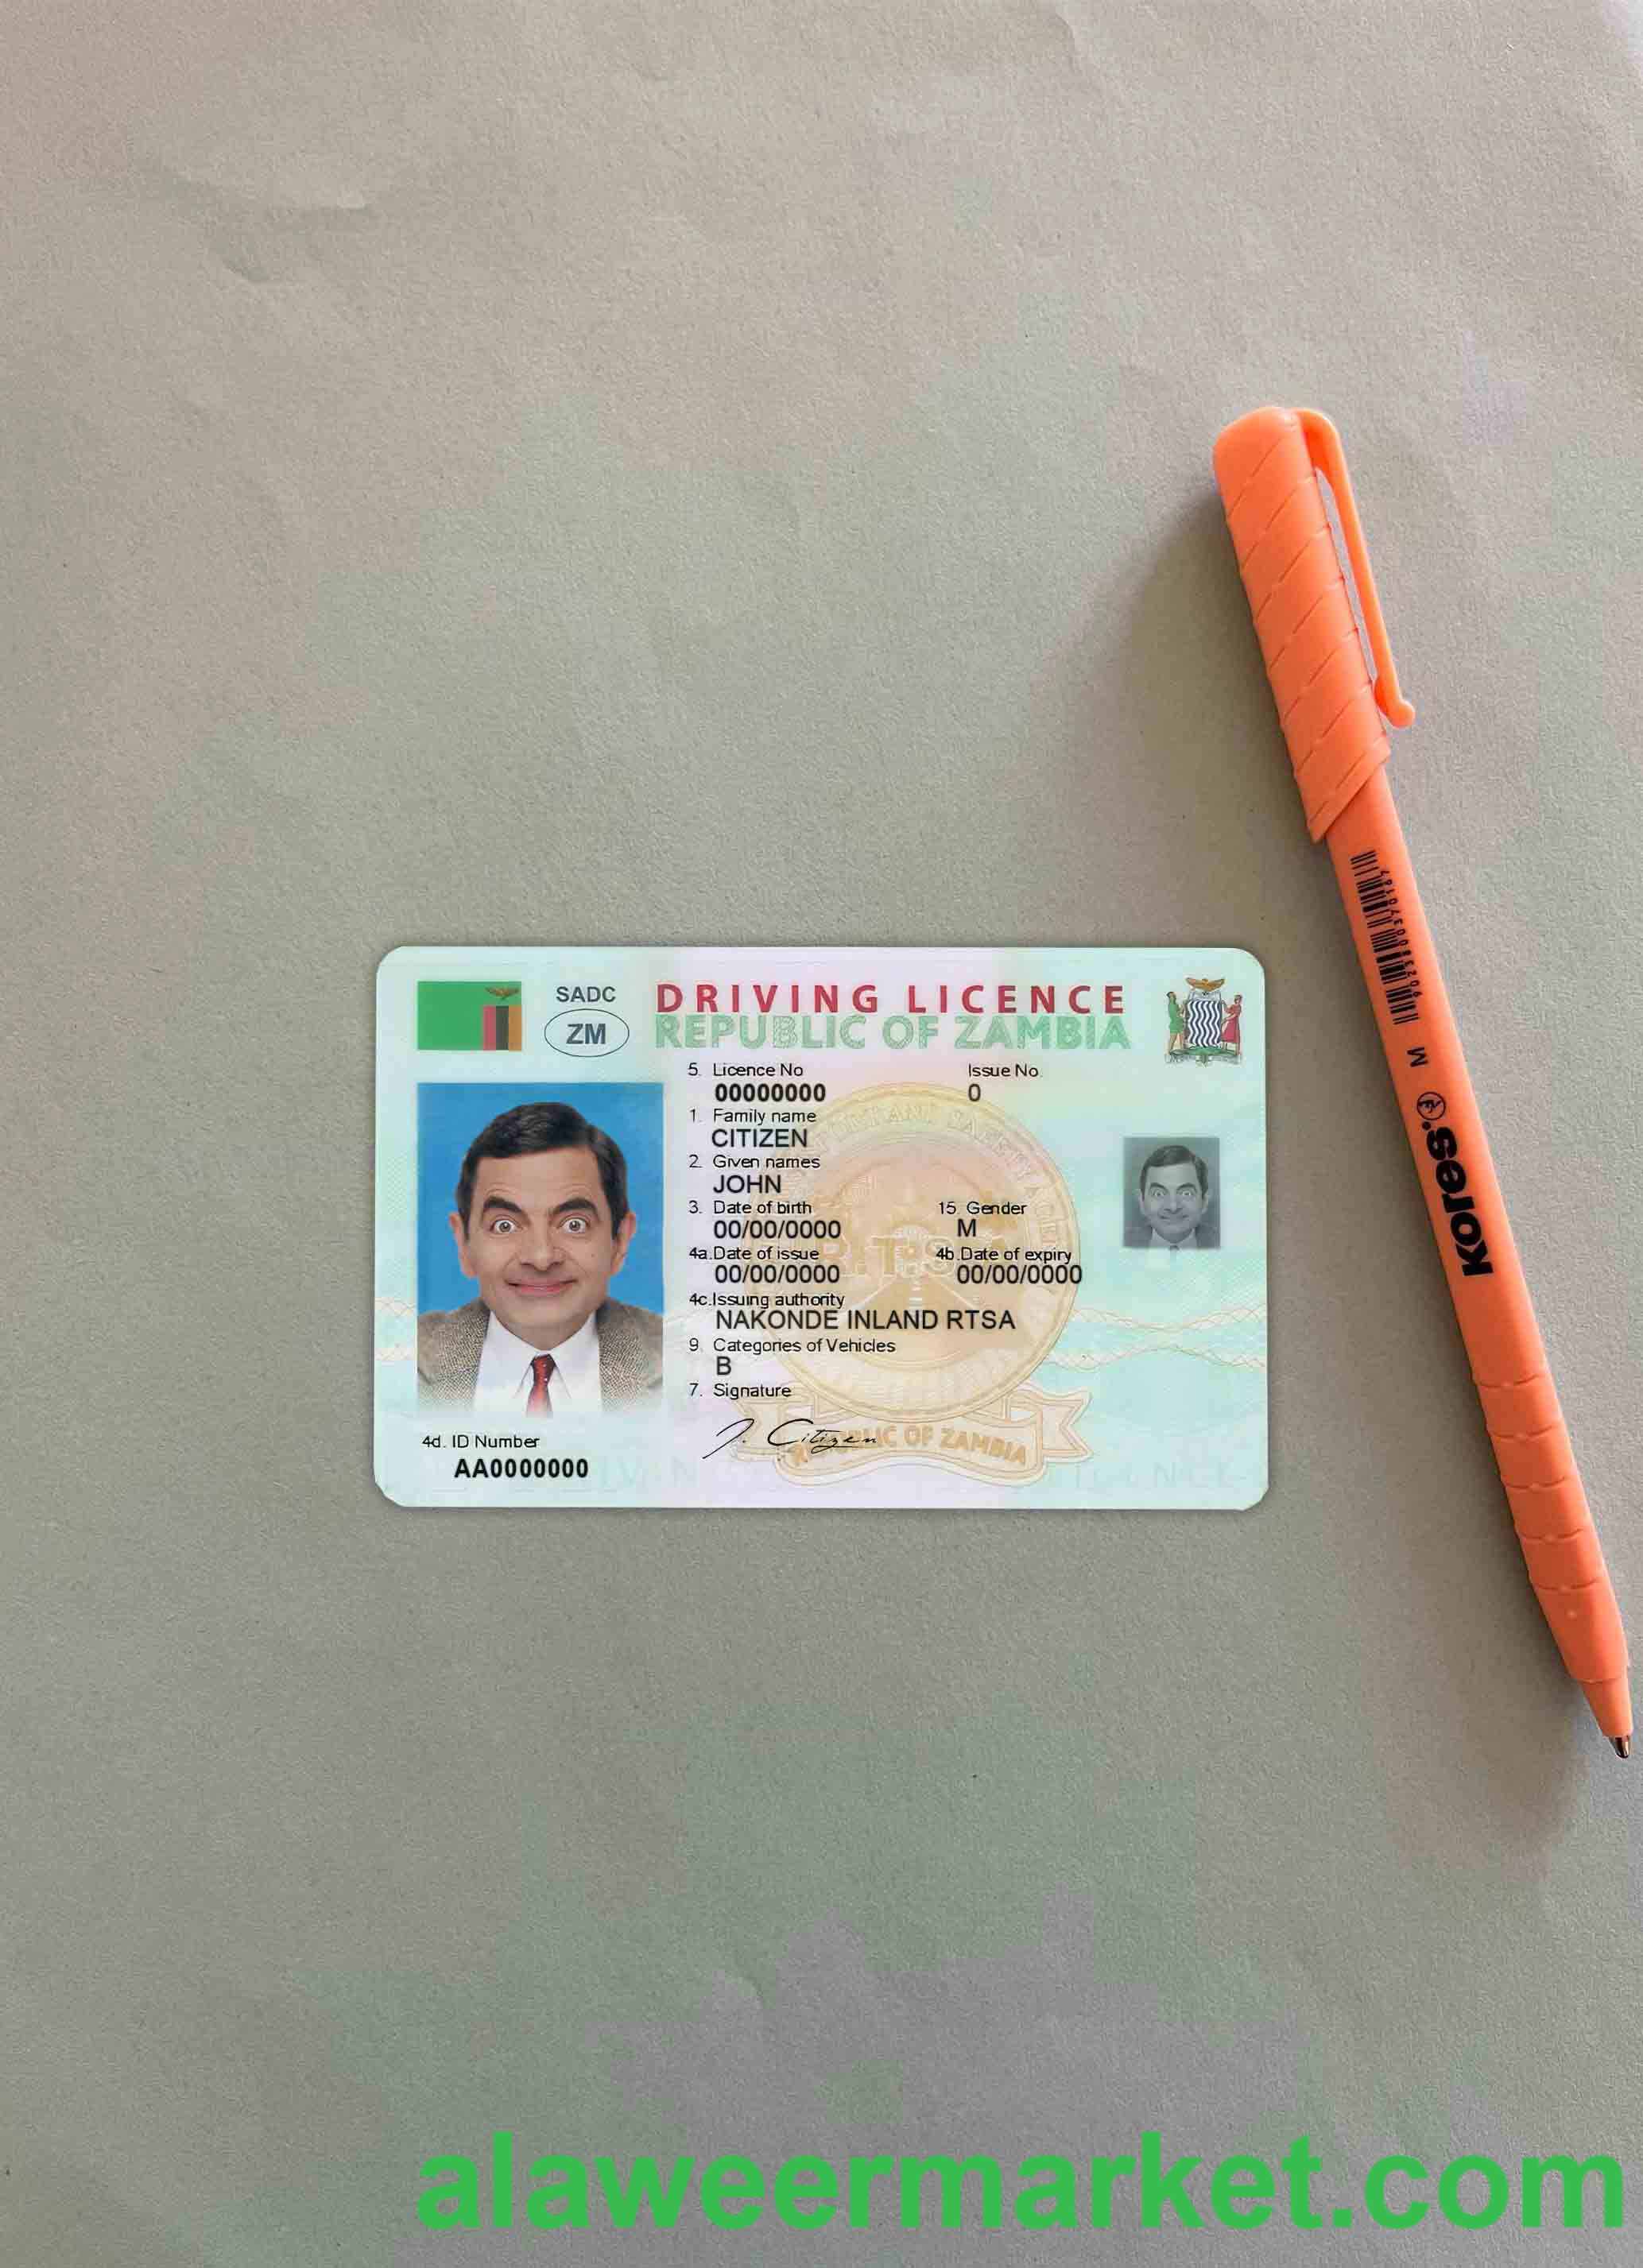 SADC
ZM
DRIVING LICENCE
REPUBLIC OF ZAMBIA
5. Licence No
Issue No.
00000000
0
1. Family name
CITIZEN
2. Given names
JOHN
3. Date of birth
15. Gender
00/00/0000
M
4a.Date of issue
4b.Date of expiry
00/00/0000
00/00/0000
4c.Issuing authority
NAKONDE INLAND RTSA
9. Categories of Vehicles
B
7. Signature
J. Citizen
REPUBLIC OF ZAMBIA
4d. ID Number
AA0000000
M
Kores
alaweermarket.com